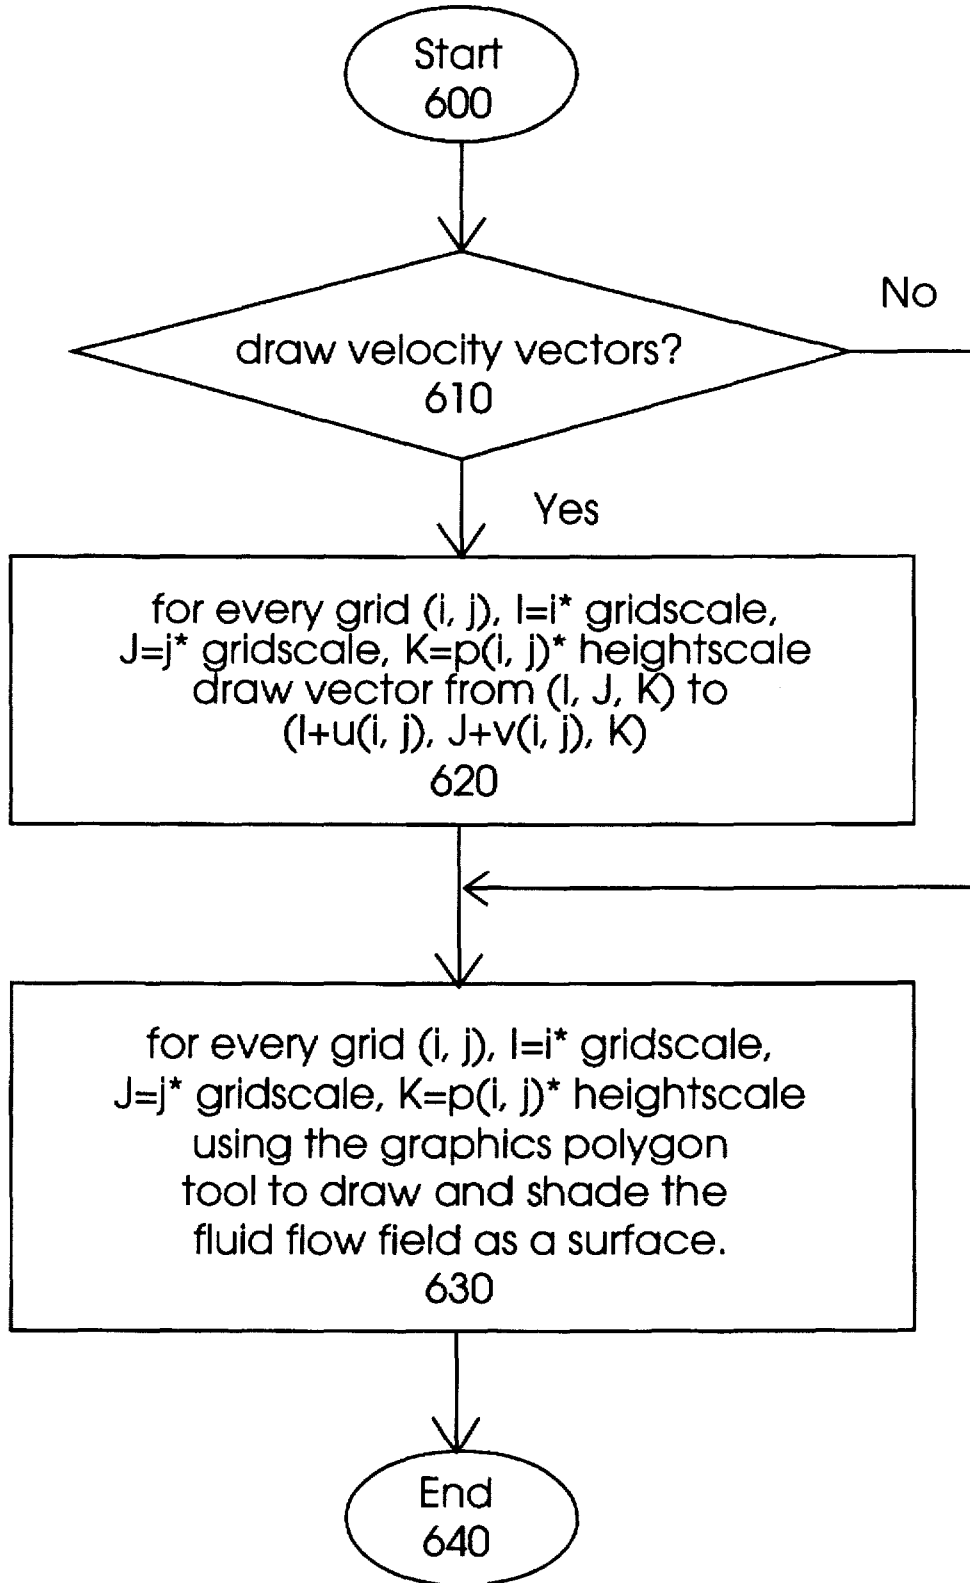 Start
600
draw velocity vectors?
610
No
Yes
for every grid (i, j), I=i* gridscale,
J=j* gridscale, K=p(i, j)* heightscale
draw vector from (I, J, K) to
(I+u(i, j), J+v(i, j), K)
620
for every grid (i, j), I=i* gridscale,
J=j* gridscale, K=p(i, j)* heightscale
using the graphics polygon
tool to draw and shade the
fluid flow field as a surface.
630
End
640